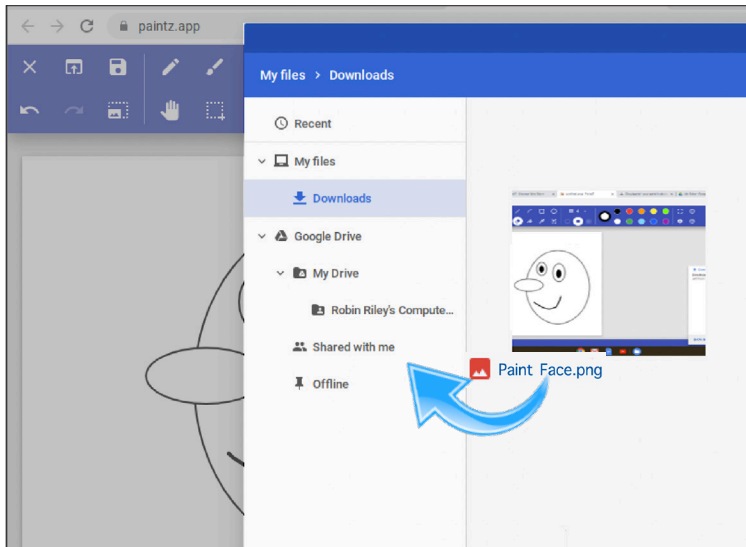 paintz.app
My files > Downloads
Recent
My files
Downloads
Google Drive
My Drive
Robin Riley's Compute...
Shared with me
Offline
Paint Face.png